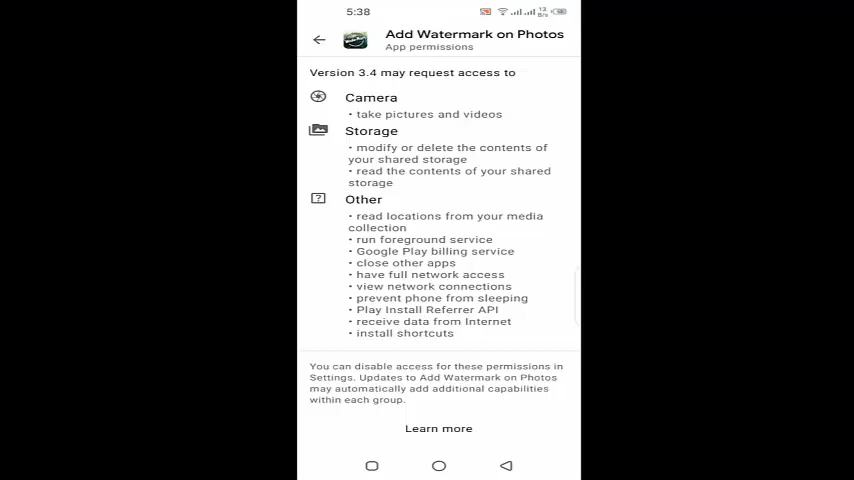 5:38
Add Watermark on Photos
App permissions
Version 3.4 may request access to
Camera
• take pictures and videos
Storage
• modify or delete the contents of
your shared storage
• read the contents of your shared
storage
Other
• read locations from your media
collection
• run foreground service
• Google Play billing service
• close other apps
• have full network access
• view network connections
• prevent phone from sleeping
• Play Install Referrer API
• receive data from Internet
• install shortcuts
You can disable access for these permissions in
Settings. Updates to Add Watermark on Photos
may automatically add additional capabilities
within each group.
Learn more